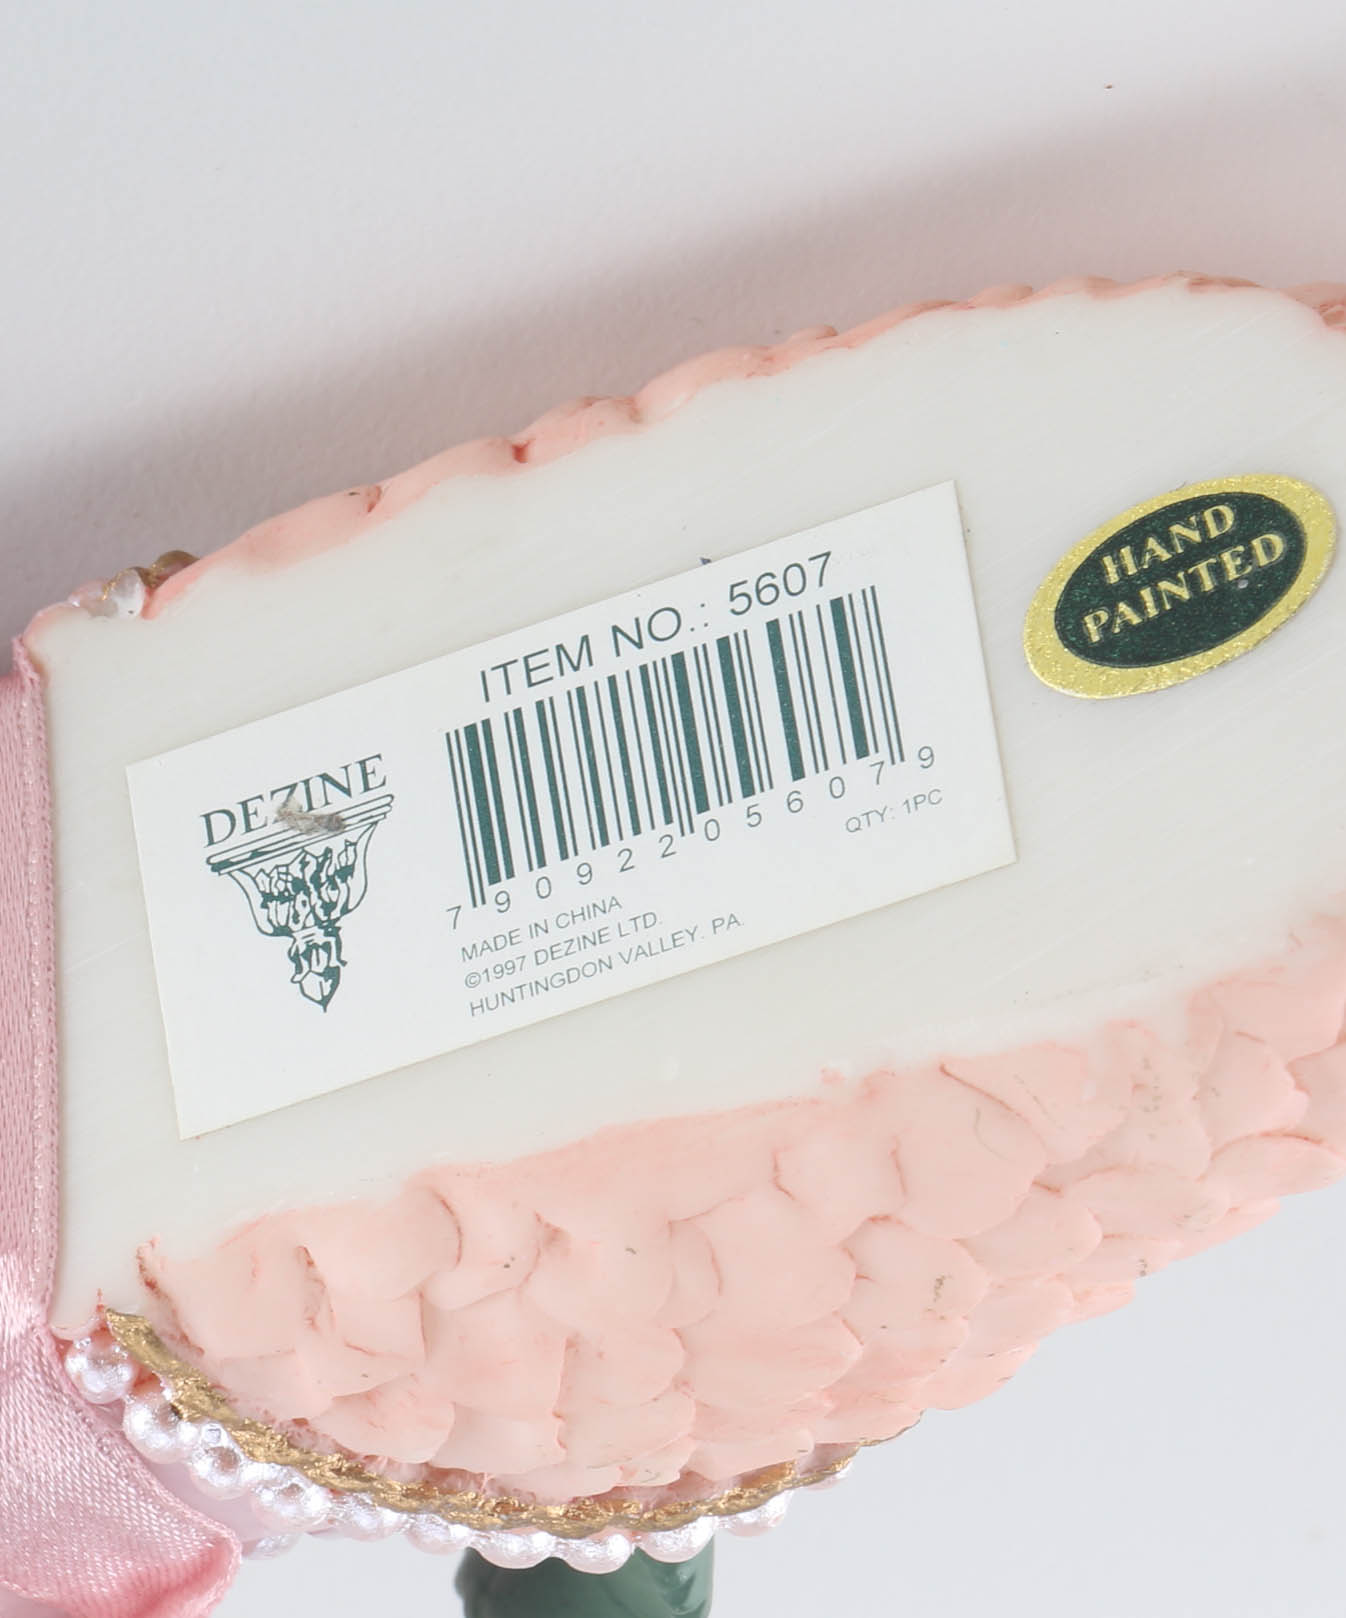 ITEM NO.: 5607
DEZINE
7 90922 05607 9
QTY: 1PC
MADE IN CHINA
©1997 DEZINE LTD.
HUNTINGDON VALLEY. PA.
HAND
PAINTED